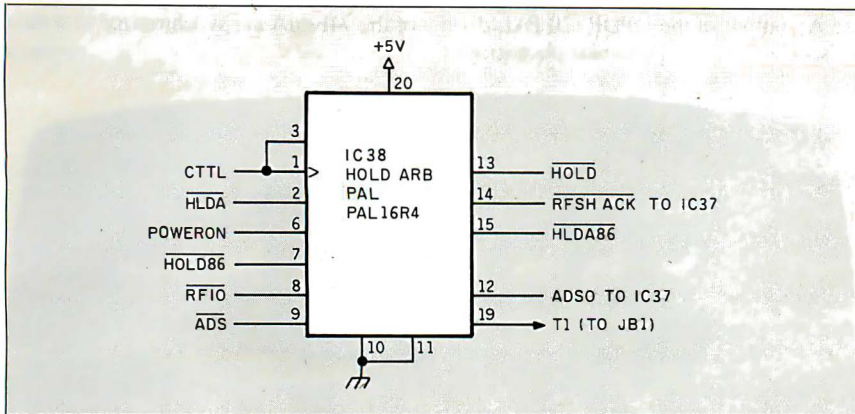 +5V
20
3
1
CTTL
IC38
HOLD ARB
PAL
PAL16R4
13
HOLD
2
HLDA
14
RFSH ACK TO IC37
6
POWERON
15
HLDA86
7
HOLD86
8
RFIO
12
ADSO TO IC37
9
ADS
19
T1 (TO JB1)
10
11